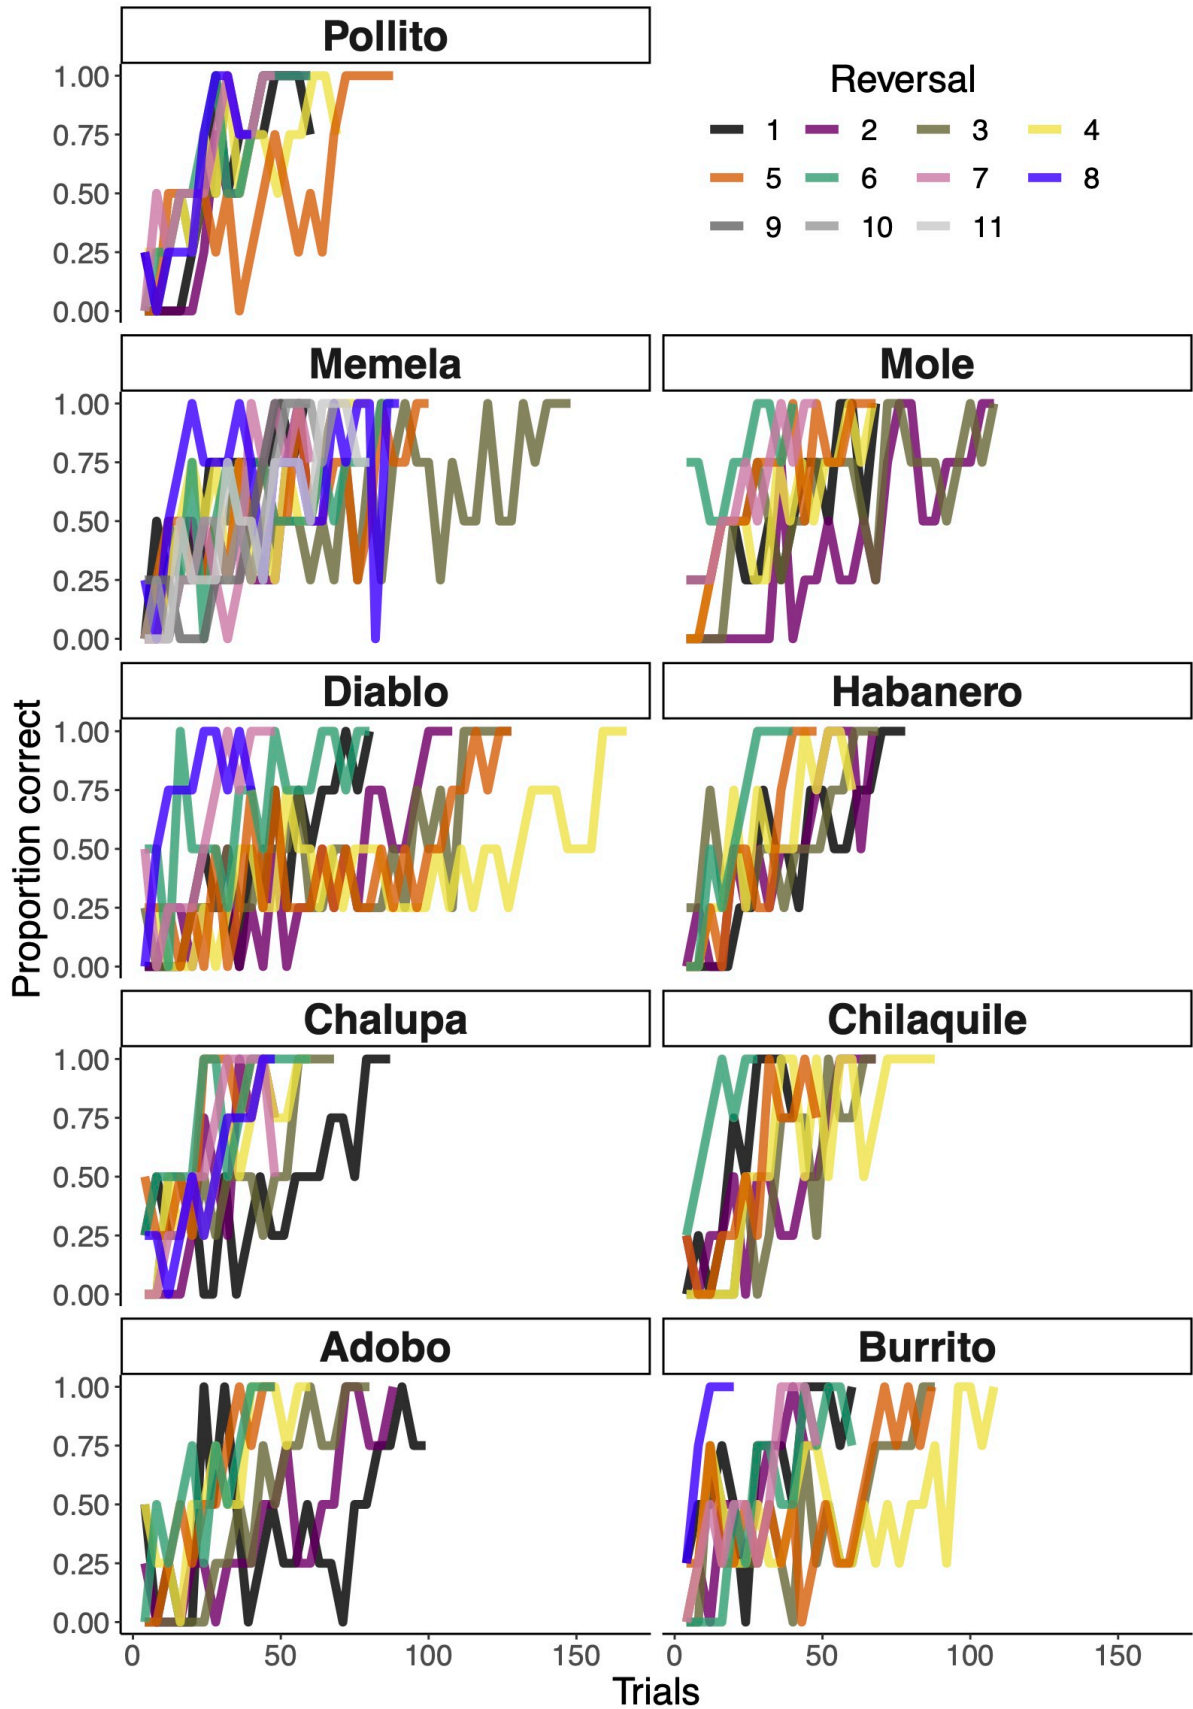 Pollito
1.00
0.75
0.50
0.25
0.00
Reversal
1 2 3 4
5 6 7 8
9 10 11
Memela Mole
1.00
0.75
0.50
0.25
0.00
Diablo Habanero
1.00
0.75
0.50
0.25
0.00
Proportion correct
Chalupa Chilaquile
1.00
0.75
0.50
0.25
0.00
Adobo Burrito
1.00
0.75
0.50
0.25
0.00
0 50 100 150 0 50 100 150
Trials